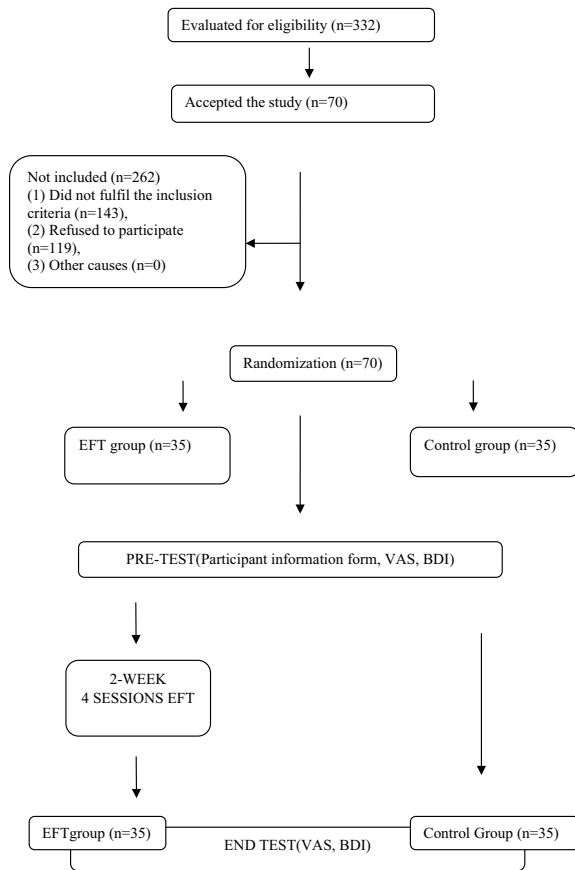 Evaluated for eligibility (n=332)
Accepted the study (n=70)
Not included (n=262)
(1) Did not fulfil the inclusion
criteria (n=143),
(2) Refused to participate
(n=119),
(3) Other causes (n=0)
Randomization (n=70)
EFT group (n=35)
Control group (n=35)
PRE-TEST(Participant information form, VAS, BDI)
2-WEEK
4 SESSIONS EFT
EFTgroup (n=35)
END TEST(VAS, BDI)
Control Group (n=35)